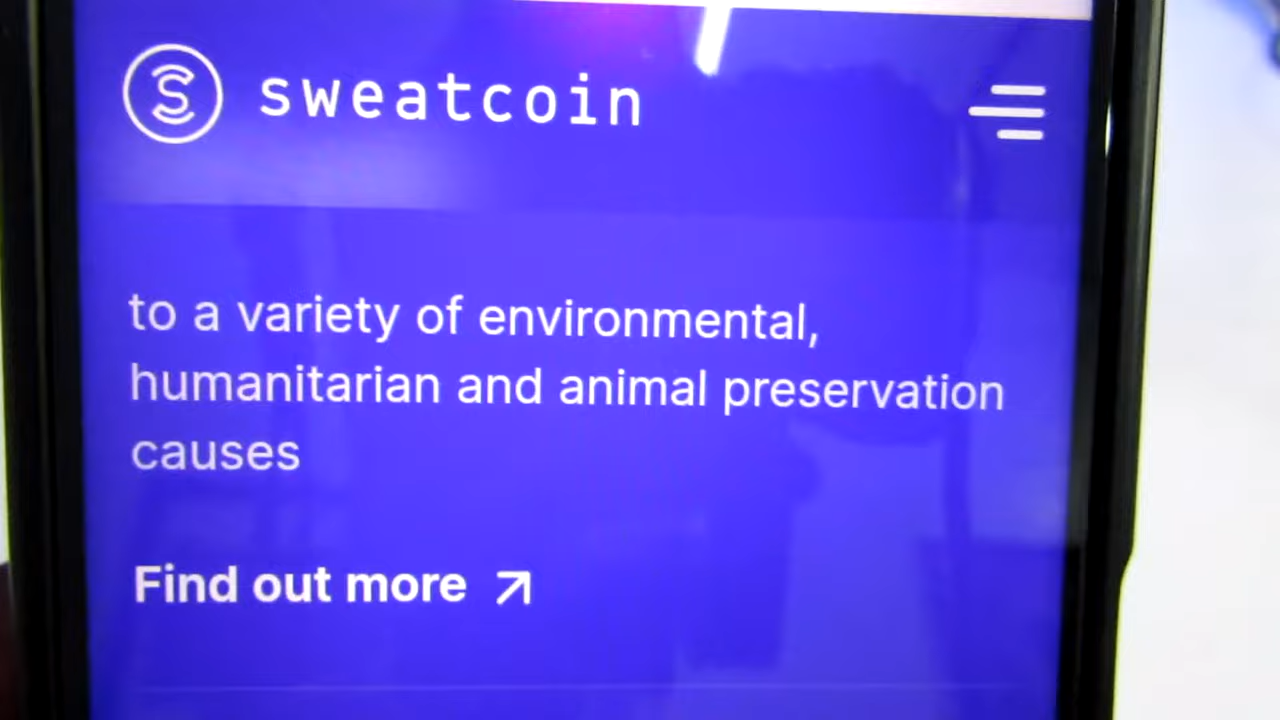 sweatcoin
to a variety of environmental,
humanitarian and animal preservation
causes
Find out more